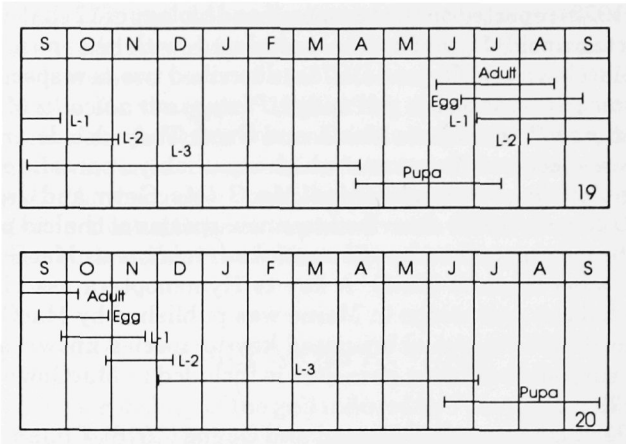 S O N D J F M A M J J A S
Adult
Egg
L-1 L-1
L-2 L-2
L-3
Pupa
19
S O N D J F M A M J J A S
Adult
Egg
L-1
L-2
L-3
Pupa
20